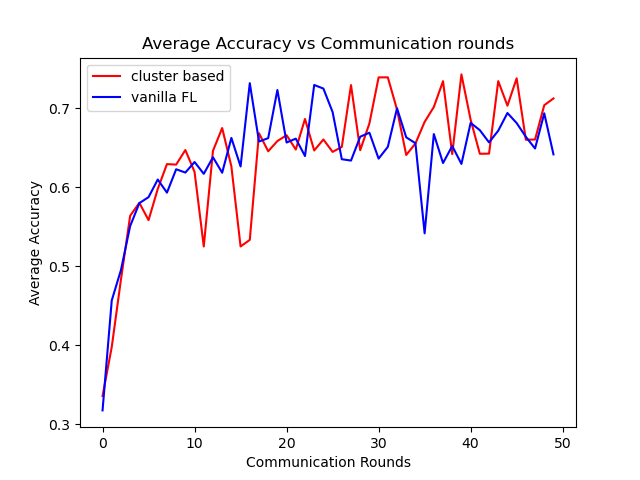 Average Accuracy vs Communication rounds
cluster based
vanilla FL
0.7
0.6
0.5
0.4
0.3
Average Accuracy
0 10 20 30 40 50
Communication Rounds